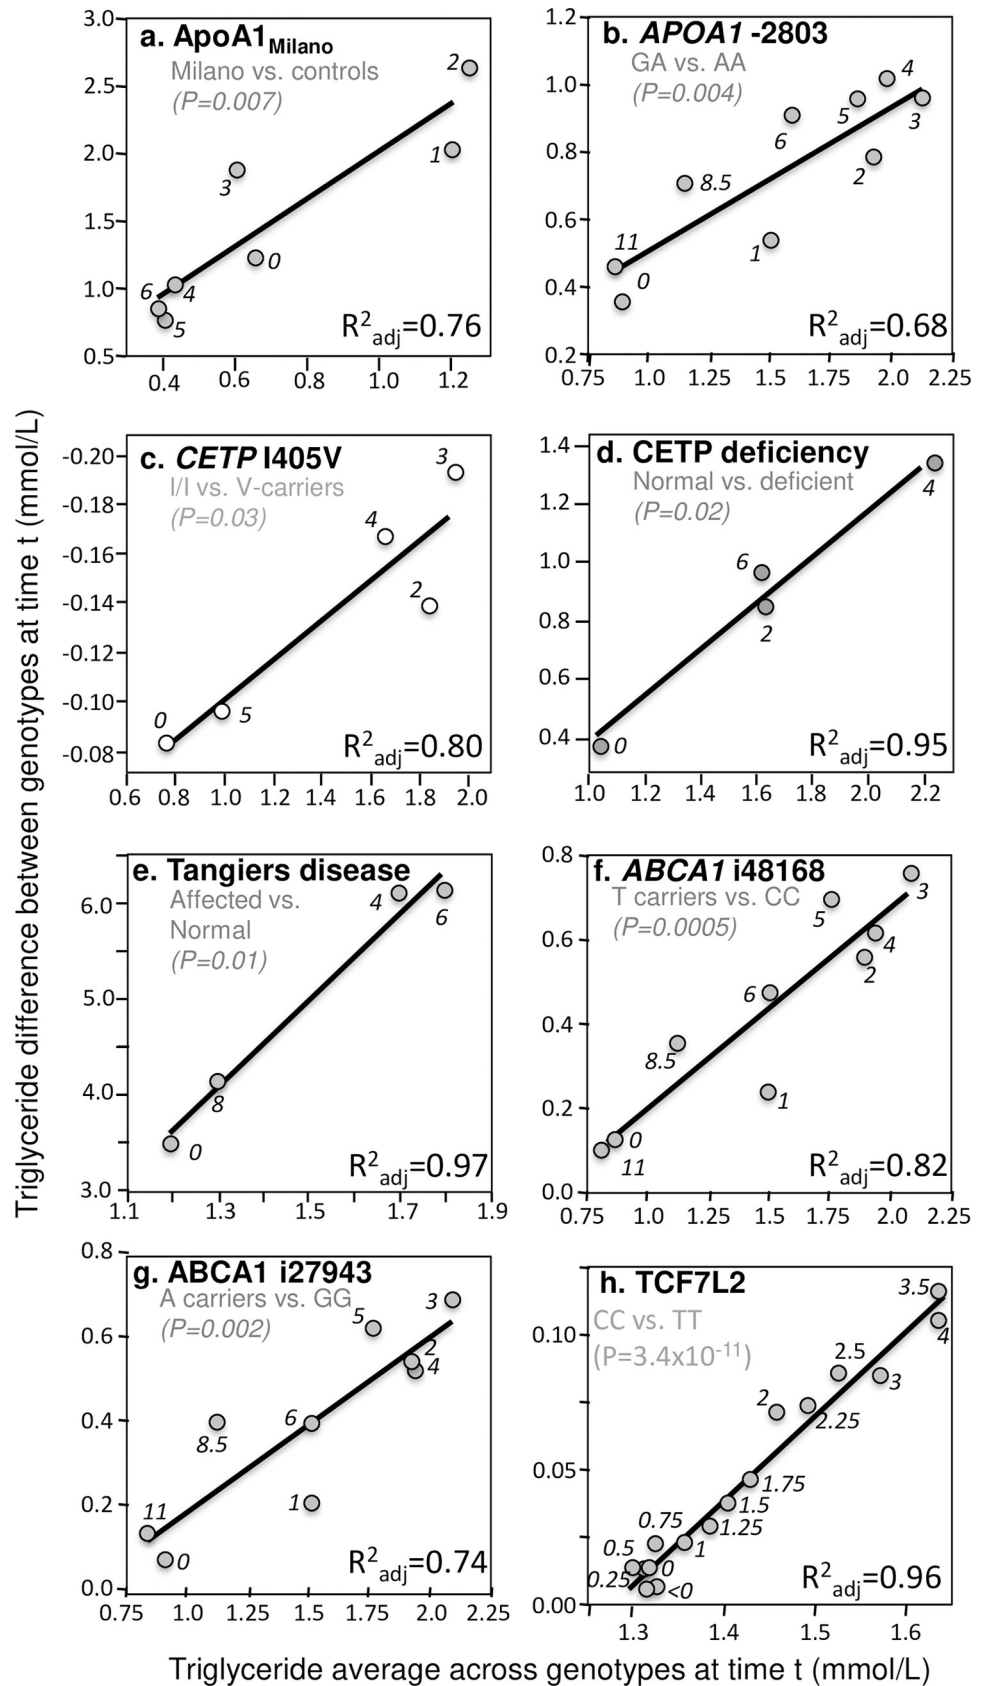 Triglyceride difference between genotypes at time t (mmol/L)
a. ApoA1Milano
Milano vs. controls
(P=0.007)
3.0
2.5
2.0
1.5
1.0
0.5
2
1
3
0
4
6
5
R²adj=0.76
0.4 0.6 0.8 1.0 1.2
b. APOA1 -2803
GA vs. AA
(P=0.004)
1.2
1.0
0.8
0.6
0.4
0.2
4
5
3
6
2
8.5
1
11
0
R²adj=0.68
0.75 1.0 1.25 1.5 1.75 2.0 2.25
c. CETP I405V
I/I vs. V-carriers
(P=0.03)
-0.20
-0.18
-0.16
-0.14
-0.12
-0.10
-0.08
3
4
2
0
5
R²adj=0.80
0.6 0.8 1.0 1.2 1.4 1.6 1.8 2.0
d. CETP deficiency
Normal vs. deficient
(P=0.02)
1.4
1.2
1.0
0.8
0.6
0.4
4
6
2
0
R²adj=0.95
1.0 1.2 1.4 1.6 1.8 2.0 2.2
e. Tangiers disease
Affected vs.
Normal
(P=0.01)
6.0
5.0
4.0
3.0
4
6
8
0
R²adj=0.97
1.1 1.3 1.5 1.7 1.9
f. ABCA1 i48168
T carriers vs. CC
(P=0.0005)
0.8
0.6
0.4
0.2
0.0
3
5
4
2
6
8.5
1
0
11
R²adj=0.82
0.75 1.0 1.25 1.5 1.75 2.0 2.25
g. ABCA1 i27943
A carriers vs. GG
(P=0.002)
0.8
0.6
0.4
0.2
0.0
3
5
2
4
6
8.5
1
11
0
R²adj=0.74
0.75 1.0 1.25 1.5 1.75 2.0 2.25
h. TCF7L2
CC vs. TT
(P=3.4x10⁻¹¹)
0.10
0.05
0.00
3.5
4
2.5
3
2
2.25
1.75
1.5
1.25
0.75
1
0.5
0
0.25
<0
R²adj=0.96
1.3 1.4 1.5 1.6
Triglyceride average across genotypes at time t (mmol/L)